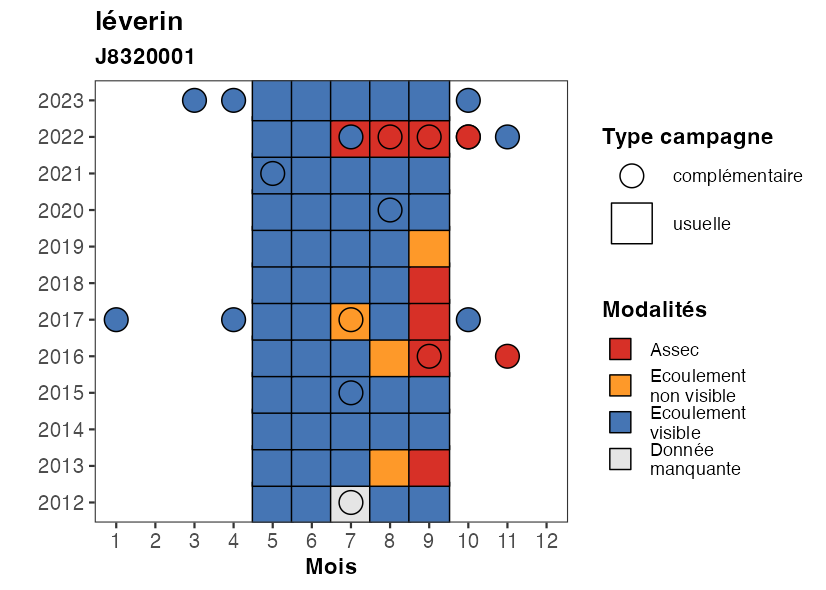 léverin
J8320001
2023
2022
2021
2020
2019
2018
2017
2016
2015
2014
2013
2012
1 2 3 4 5 6 7 8 9 10 11 12
Mois
Type campagne
complémentaire
usuelle
Modalités
Assec
Ecoulement
non visible
Ecoulement
visible
Donnée
manquante